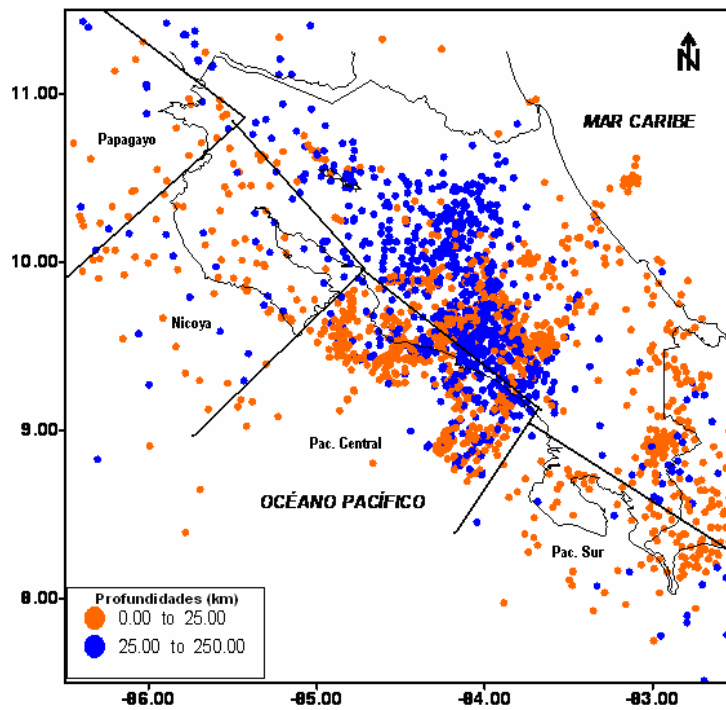 N
MAR CARIBE
11.00
Papagayo
10.00
Nicoya
9.00
Pac. Central
OCÉANO PACÍFICO
Pac. Sur
8.00
Profundidades (km)
0.00 to 25.00
25.00 to 250.00
-86.00
-85.00
-84.00
-83.00